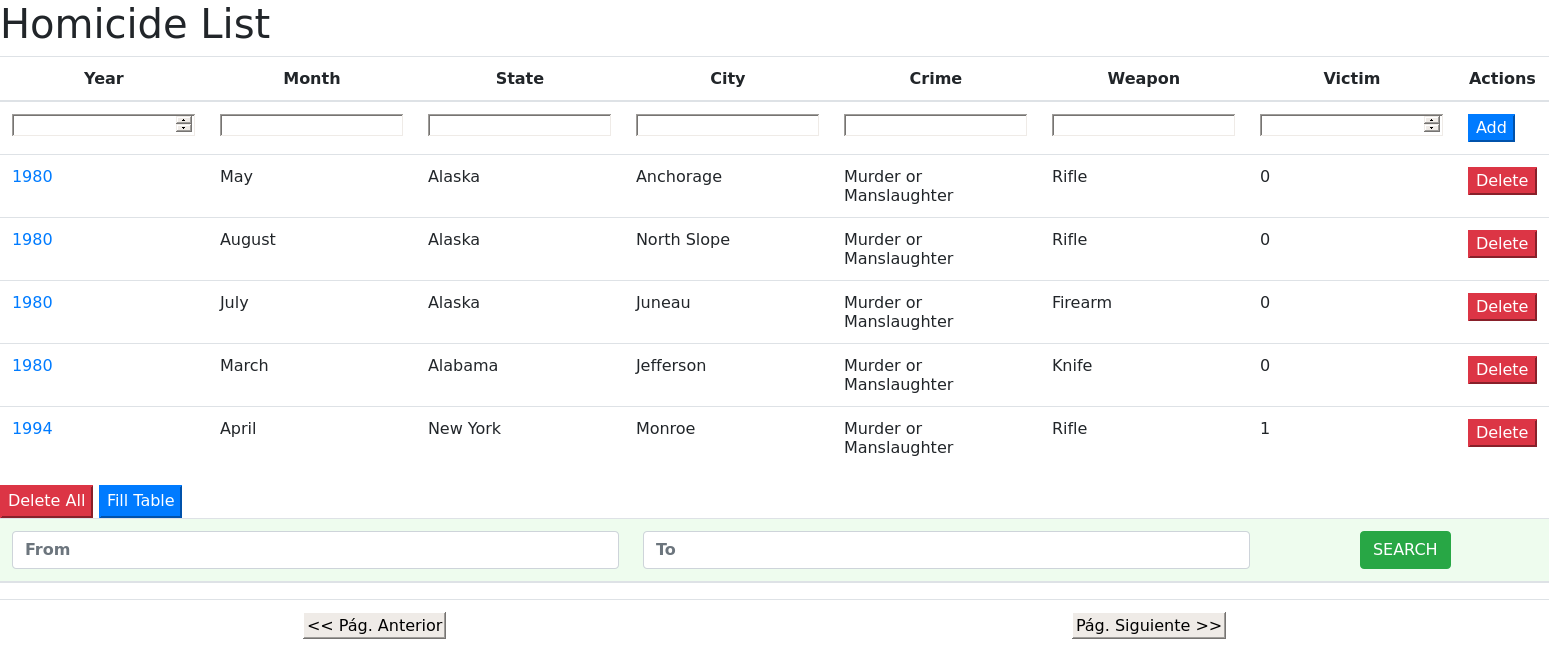 Homicide List
Year Month State City Crime Weapon Victim Actions
Add
1980 May Alaska Anchorage Murder or Manslaughter Rifle 0 Delete
1980 August Alaska North Slope Murder or Manslaughter Rifle 0 Delete
1980 July Alaska Juneau Murder or Manslaughter Firearm 0 Delete
1980 March Alabama Jefferson Murder or Manslaughter Knife 0 Delete
1994 April New York Monroe Murder or Manslaughter Rifle 1 Delete
Delete All Fill Table
From To SEARCH
<< Pág. Anterior Pág. Siguiente >>